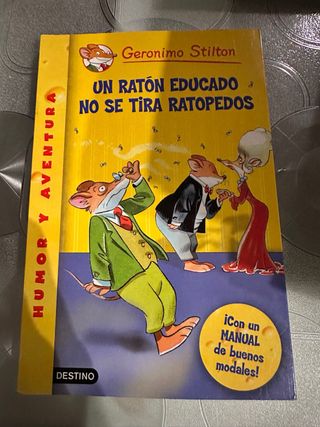 Geronimo Stilton
UN RATÓN EDUCADO
NO SE TIRA RATOPEDOS
HUMOR Y AVENTURA
¡Con un
MANUAL
de buenos
modales!
DESTINO